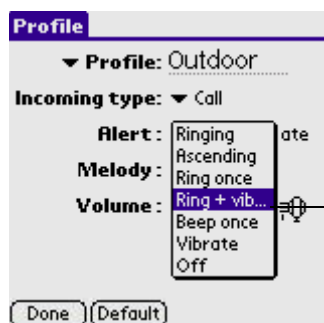 Profile
Profile: Outdoor
Incoming type: Call
Alert: Ringing ate
Ascending
Melody: Ring once
Volume: Ring + vib...
Beep once
Vibrate
Off
Done Default